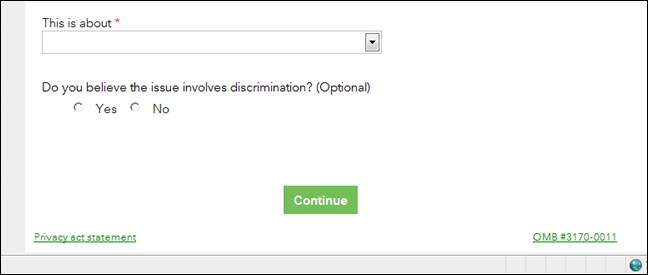 This is about *
Do you believe the issue involves discrimination? (Optional)
Yes No
Continue
Privacy act statement OMB #3170-0011